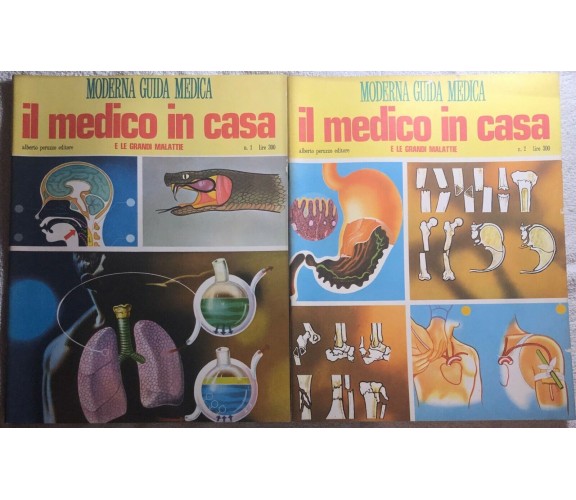 MODERNA GUIDA MEDICA
il medico in casa
E LE GRANDI MALATTIE
alberto peruzzo editore
n. 1 lire 300
MODERNA GUIDA MEDICA
il medico in casa
E LE GRANDI MALATTIE
alberto peruzzo editore
n. 2 lire 300